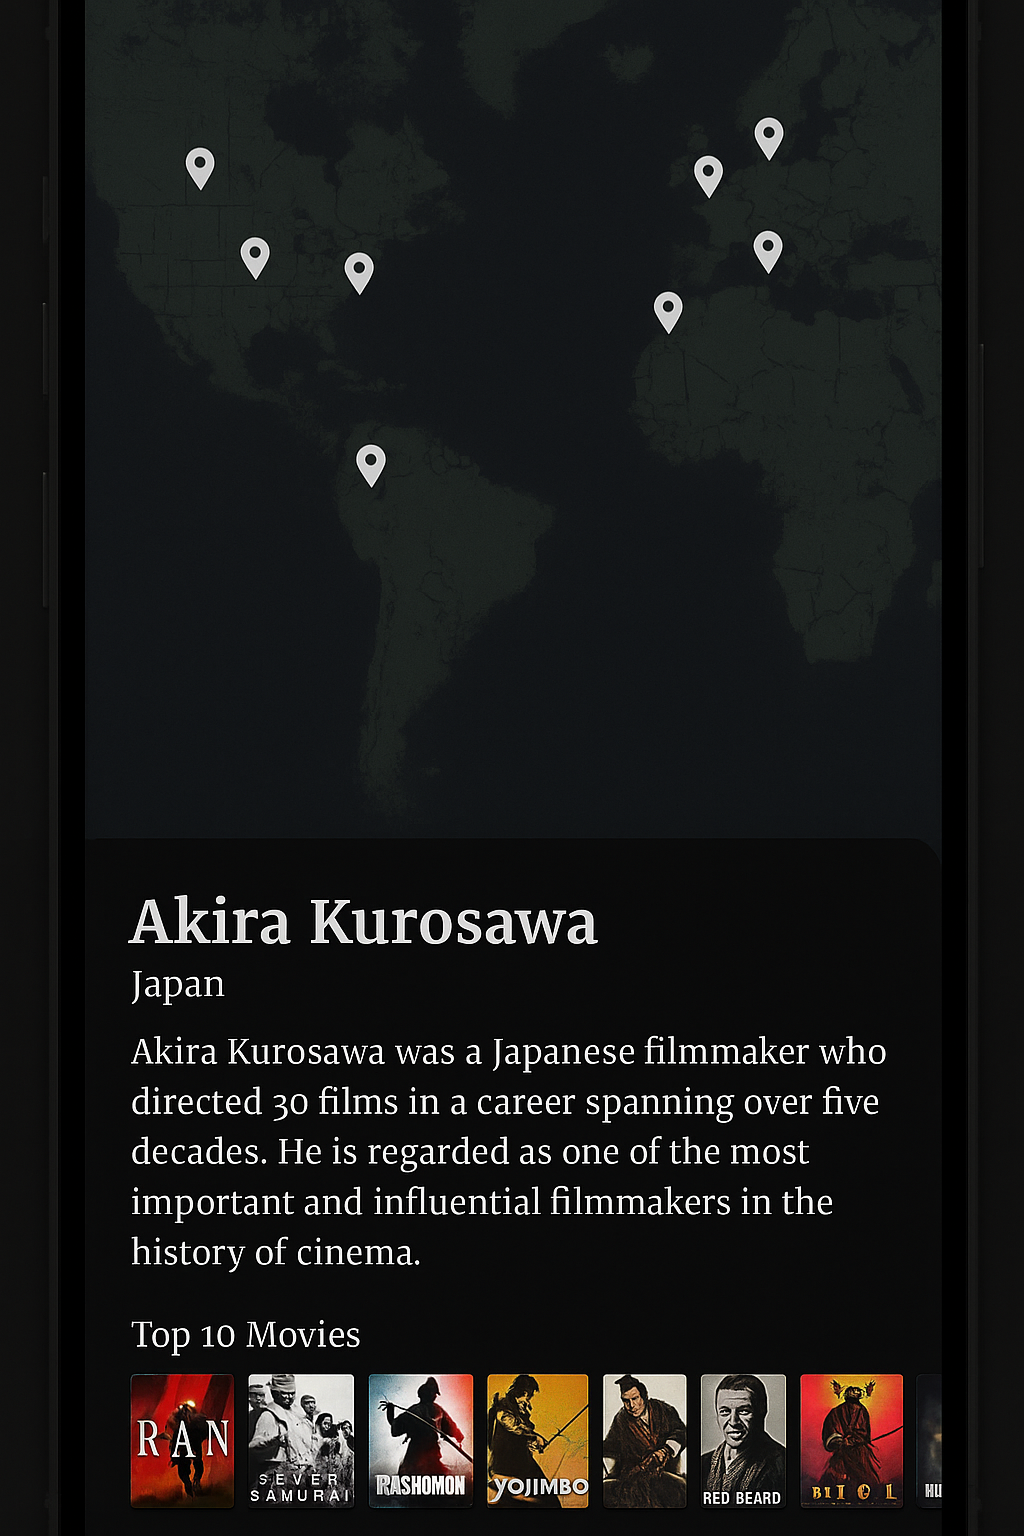 Akira Kurosawa
Japan
Akira Kurosawa was a Japanese filmmaker who
directed 30 films in a career spanning over five
decades. He is regarded as one of the most
important and influential filmmakers in the
history of cinema.
Top 10 Movies
RAN
SEVER
SAMURAI
RASHOMON
YOJIMBO
RED BEARD
HU